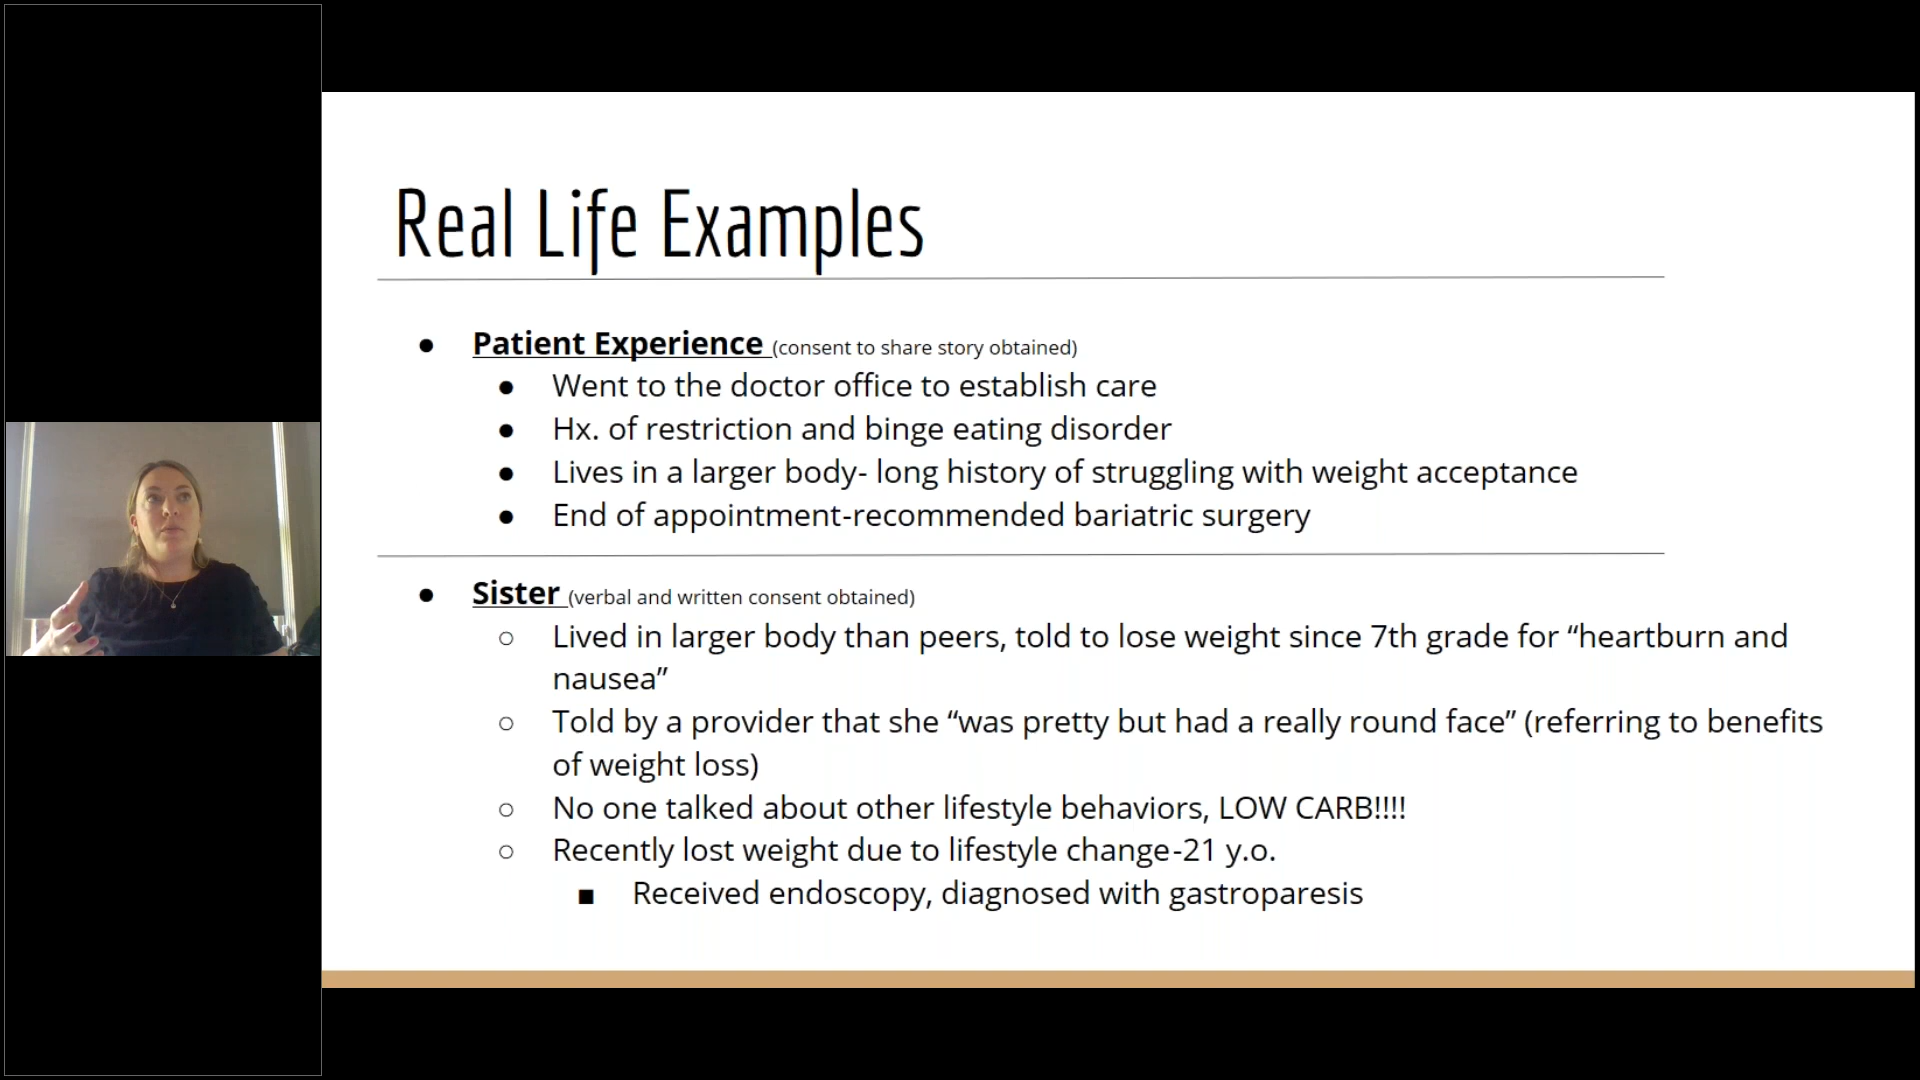 Real Life Examples
● Patient Experience (consent to share story obtained)
● Went to the doctor office to establish care
● Hx. of restriction and binge eating disorder
● Lives in a larger body- long history of struggling with weight acceptance
● End of appointment-recommended bariatric surgery
● Sister (verbal and written consent obtained)
○ Lived in larger body than peers, told to lose weight since 7th grade for “heartburn and
nausea”
○ Told by a provider that she “was pretty but had a really round face” (referring to benefits
of weight loss)
○ No one talked about other lifestyle behaviors, LOW CARB!!!!
○ Recently lost weight due to lifestyle change-21 y.o.
■ Received endoscopy, diagnosed with gastroparesis